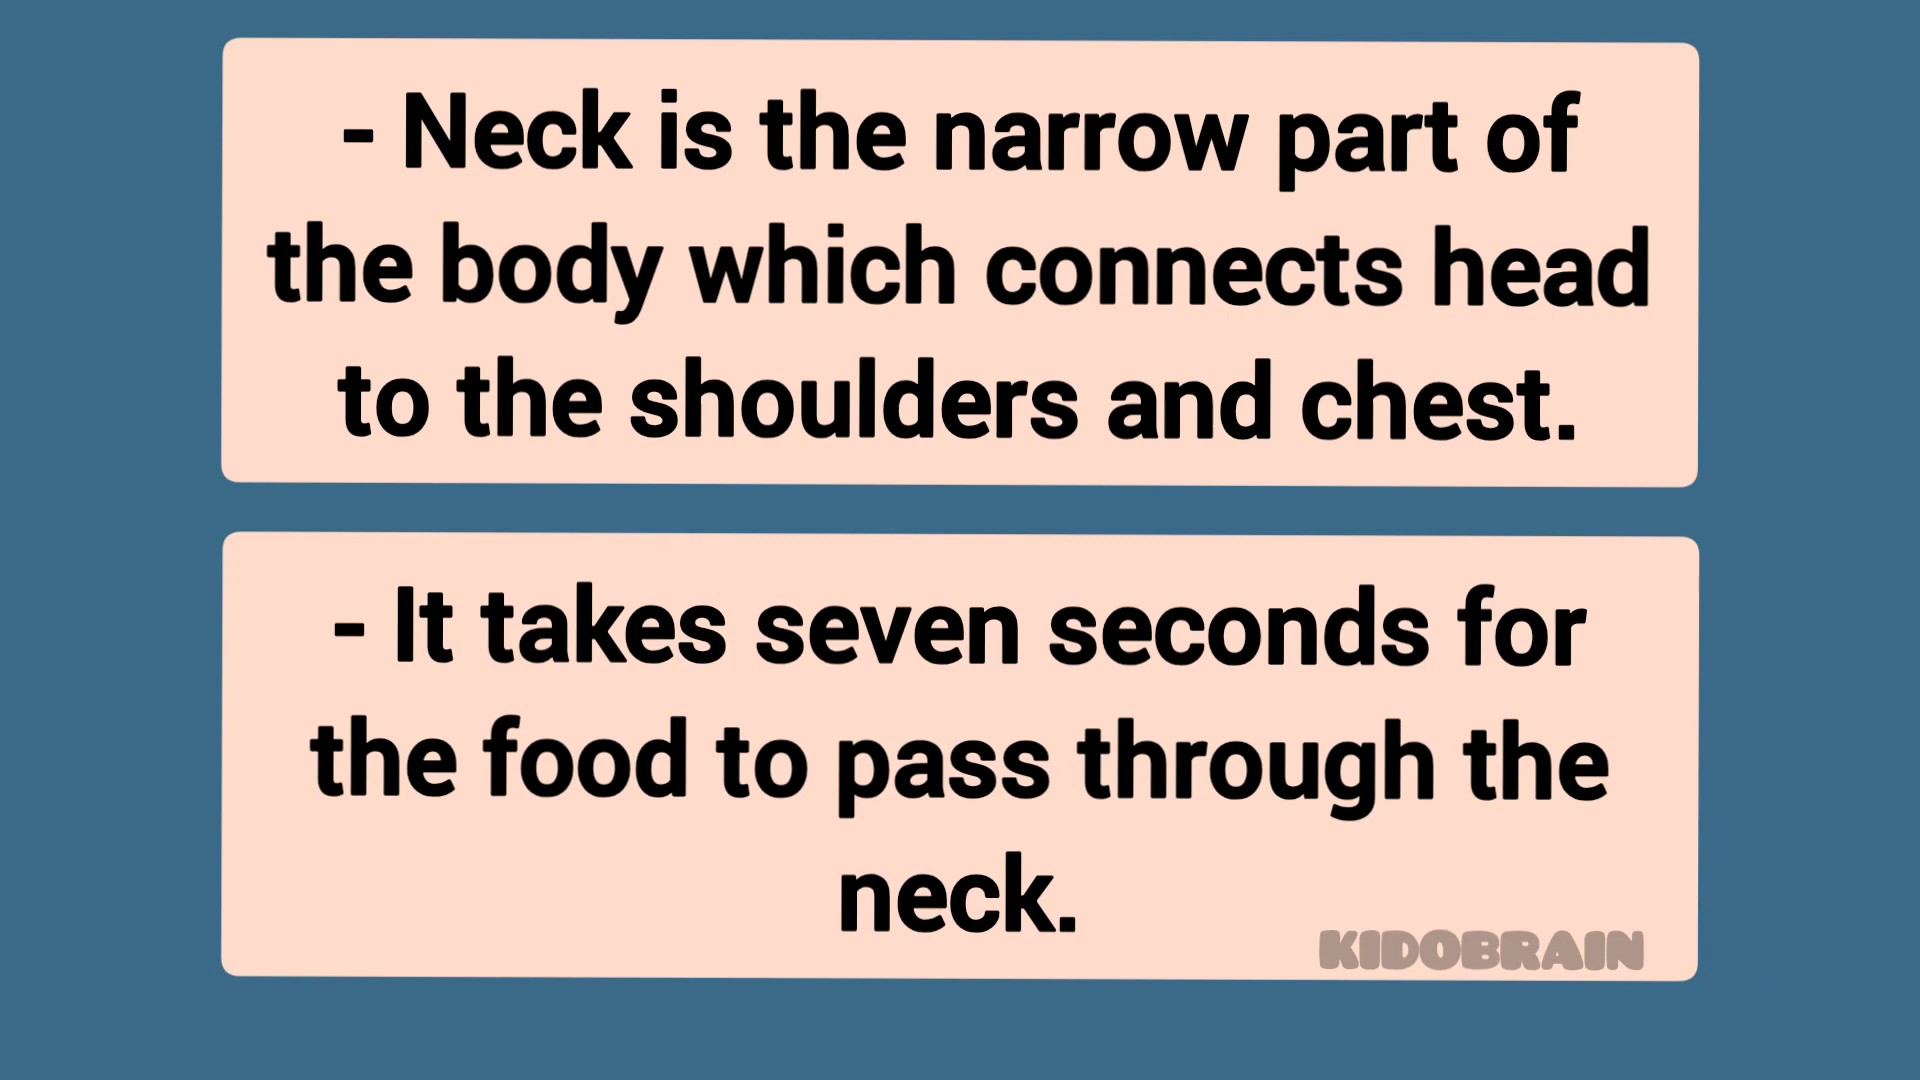 - Neck is the narrow part of
the body which connects head
to the shoulders and chest.
- It takes seven seconds for
the food to pass through the
neck.
KIDOBRAIN